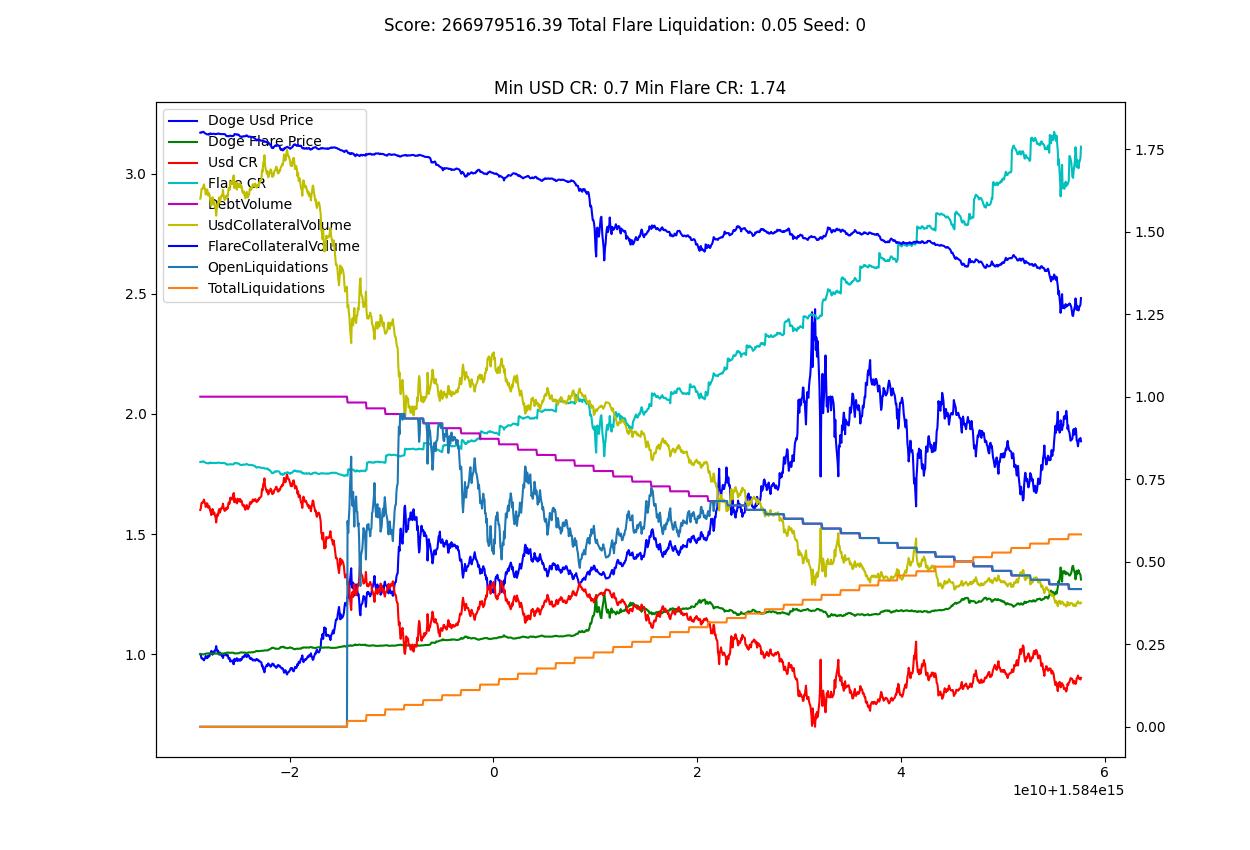 Score: 266979516.39 Total Flare Liquidation: 0.05 Seed: 0
Min USD CR: 0.7 Min Flare CR: 1.74
Doge Usd Price
Doge Flare Price
Usd CR
Flare CR
DebtVolume
UsdCollateralVolume
FlareCollateralVolume
OpenLiquidations
TotalLiquidations
3.0
2.5
2.0
1.5
1.0
1.75
1.50
1.25
1.00
0.75
0.50
0.25
0.00
−2
0
2
4
6
1e10+1.584e15